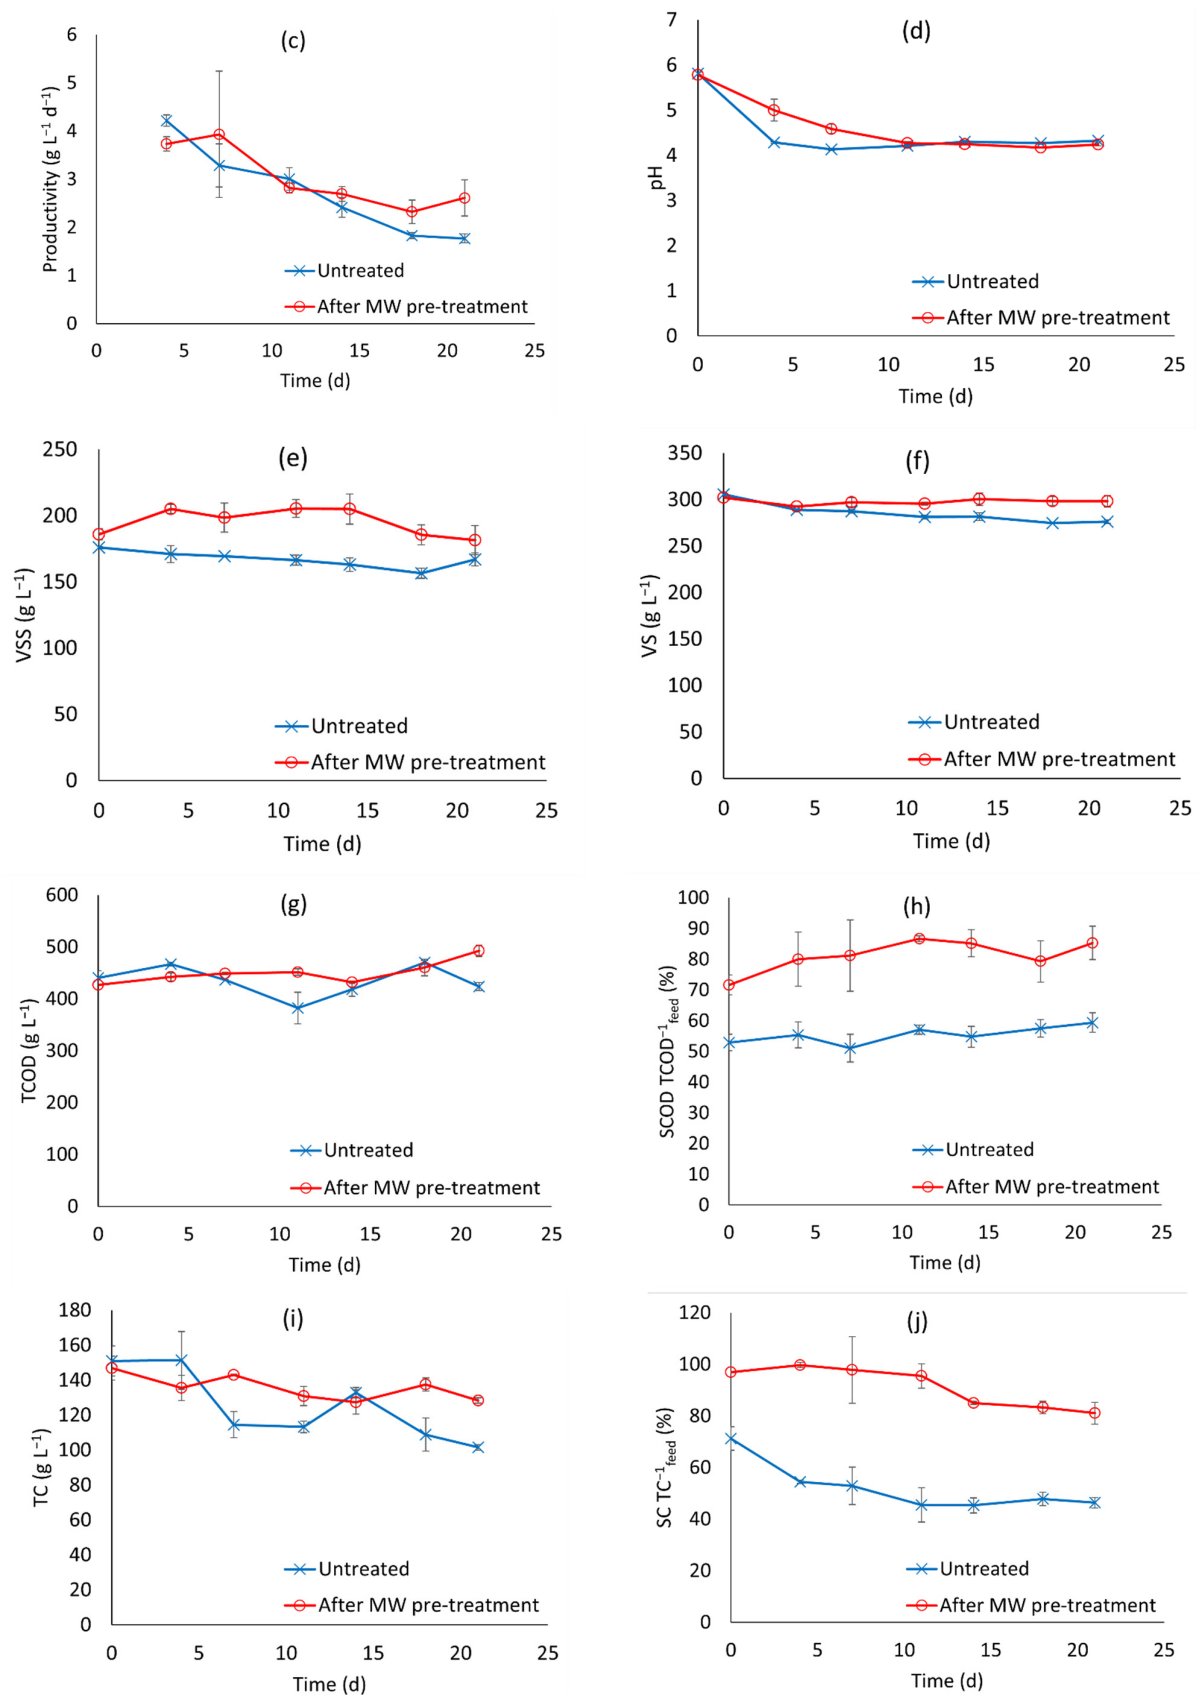 (c)
6
5
4
3
2
1
0
Productivity (g L⁻¹ d⁻¹)
Untreated
After MW pre-treatment
0 5 10 15 20 25
Time (d)
(d)
7
6
5
4
3
2
1
0
pH
Untreated
After MW pre-treatment
0 5 10 15 20 25
Time (d)
(e)
250
200
150
100
50
0
VSS (g L⁻¹)
Untreated
After MW pre-treatment
0 5 10 15 20 25
Time (d)
(f)
350
300
250
200
150
100
50
0
VS (g L⁻¹)
Untreated
After MW pre-treatment
0 5 10 15 20 25
Time (d)
(g)
600
500
400
300
200
100
0
TCOD (g L⁻¹)
Untreated
After MW pre-treatment
0 5 10 15 20 25
Time (d)
(h)
100
90
80
70
60
50
40
30
20
10
0
SCOD TCOD⁻¹feed (%)
Untreated
After MW pre-treatment
0 5 10 15 20 25
Time (d)
(i)
180
160
140
120
100
80
60
40
20
0
TC (g L⁻¹)
Untreated
After MW pre-treatment
0 5 10 15 20 25
Time (d)
(j)
120
100
80
60
40
20
0
SC TC⁻¹feed (%)
Untreated
After MW pre-treatment
0 5 10 15 20 25
Time (d)